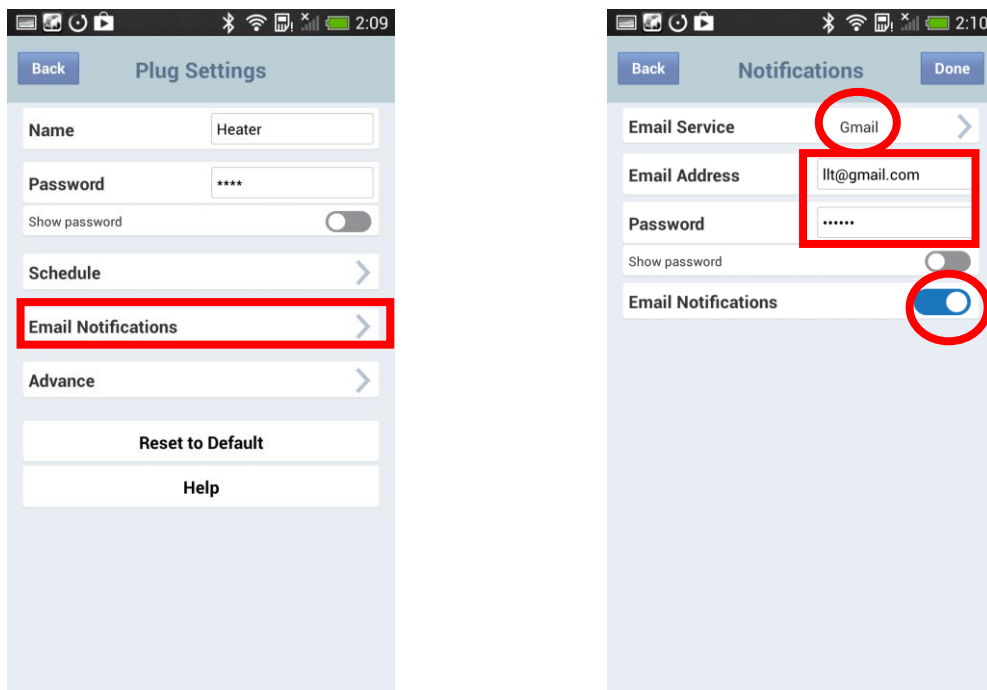 2:09
Back
Plug Settings
Name
Heater
Password
****
Show password
Schedule
Email Notifications
Advance
Reset to Default
Help
2:10
Back
Notifications
Done
Email Service
Gmail
Email Address
llt@gmail.com
Password
••••••
Show password
Email Notifications